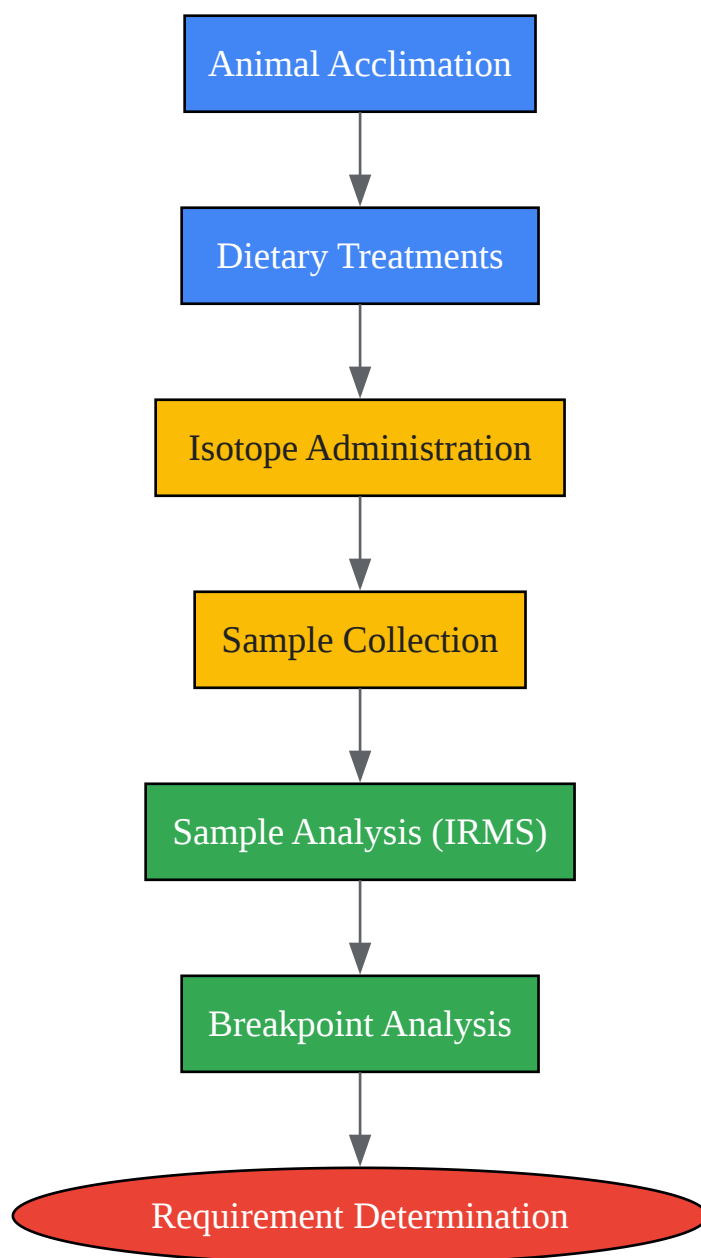 Animal Acclimation
Dietary Treatments
Isotope Administration
Sample Collection
Sample Analysis (IRMS)
Breakpoint Analysis
Requirement Determination